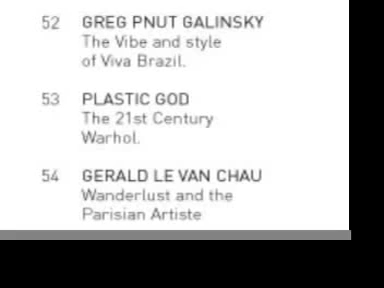 52 GREG PNUT GALINSKY
The Vibe and style
of Viva Brazil.
53 PLASTIC GOD
The 21st Century
Warhol.
54 GERALD LE VAN CHAU
Wanderlust and the
Parisian Artiste